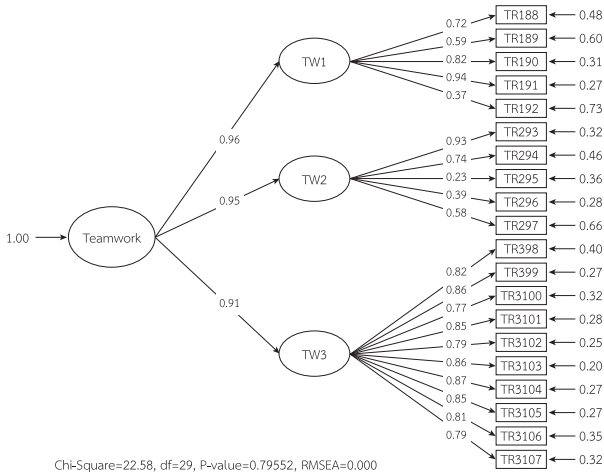 0.72 TR188 0.48
0.59 TR189 0.60
0.82 TR190 0.31
TW1
0.94 TR191 0.27
0.37 TR192 0.73
0.96
0.93 TR293 0.32
0.74 TR294 0.46
TW2
0.23 TR295 0.36
0.95
0.39 TR296 0.28
0.58 TR297 0.66
1.00 Teamwork
0.82 TR398 0.40
0.86 TR399 0.27
0.91
0.77 TR3100 0.32
0.85 TR3101 0.28
0.79 TR3102 0.25
TW3
0.86 TR3103 0.20
0.87 TR3104 0.27
0.85 TR3105 0.27
0.81 TR3106 0.35
0.79 TR3107 0.32
Chi-Square=22.58, df=29, P-value=0.79552, RMSEA=0.000